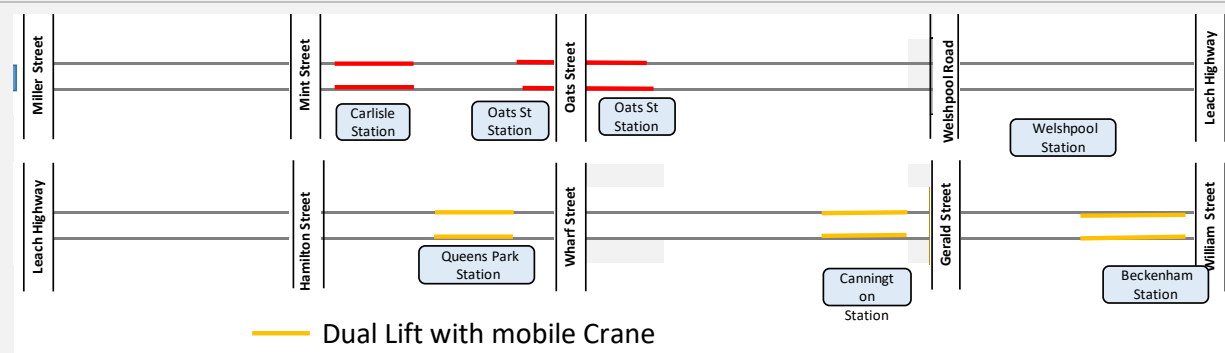 Miller Street
Mint Street
Oats Street
Welshpool Road
Leach Highway
Carlisle
Station
Oats St
Station
Oats St
Station
Welshpool
Station
Leach Highway
Hamilton Street
Wharf Street
Gerald Street
William Street
Queens Park
Station
Canningt
on
Station
Beckenham
Station
Dual Lift with mobile Crane